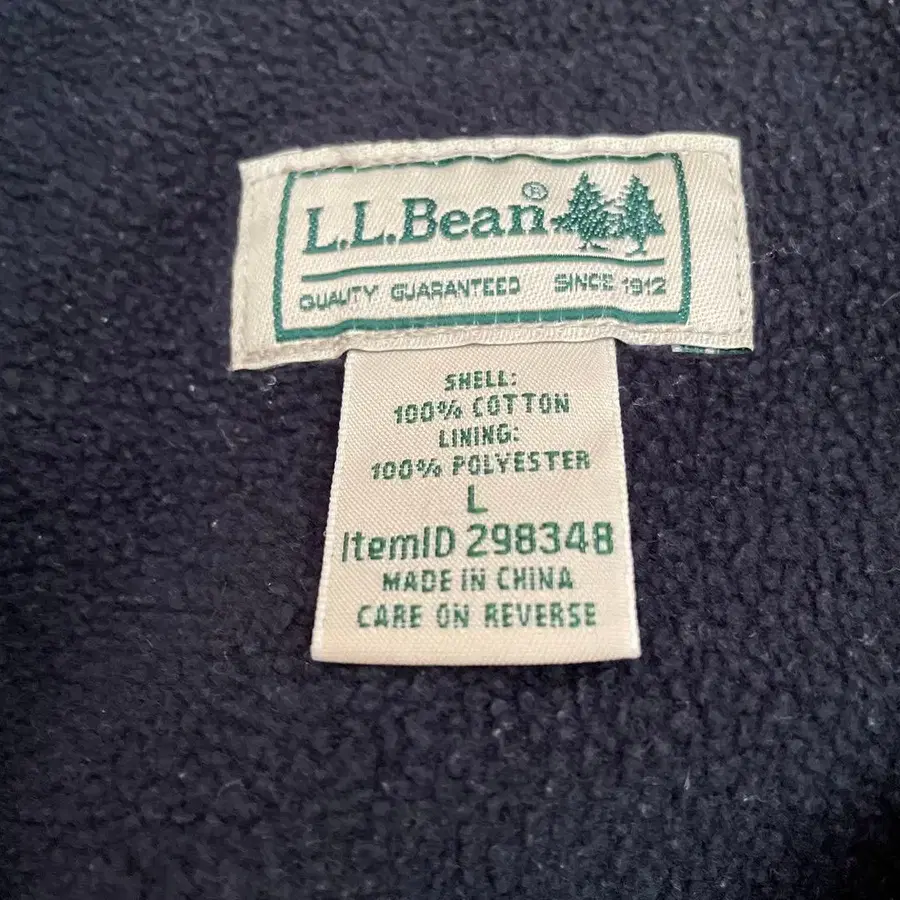 L.L.Bean®
QUALITY GUARANTEED SINCE 1912
SHELL:
100% COTTON
LINING:
100% POLYESTER
L
ItemID 298348
MADE IN CHINA
CARE ON REVERSE